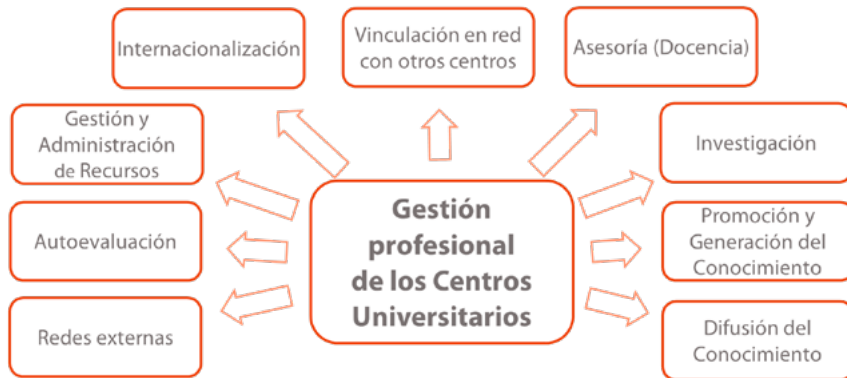 Internacionalización
Vinculación en red
con otros centros
Asesoría (Docencia)
Gestión y
Administración
de Recursos
Investigación
Gestión
profesional
de los Centros
Universitarios
Autoevaluación
Promoción y
Generación del
Conocimiento
Redes externas
Difusión del
Conocimiento